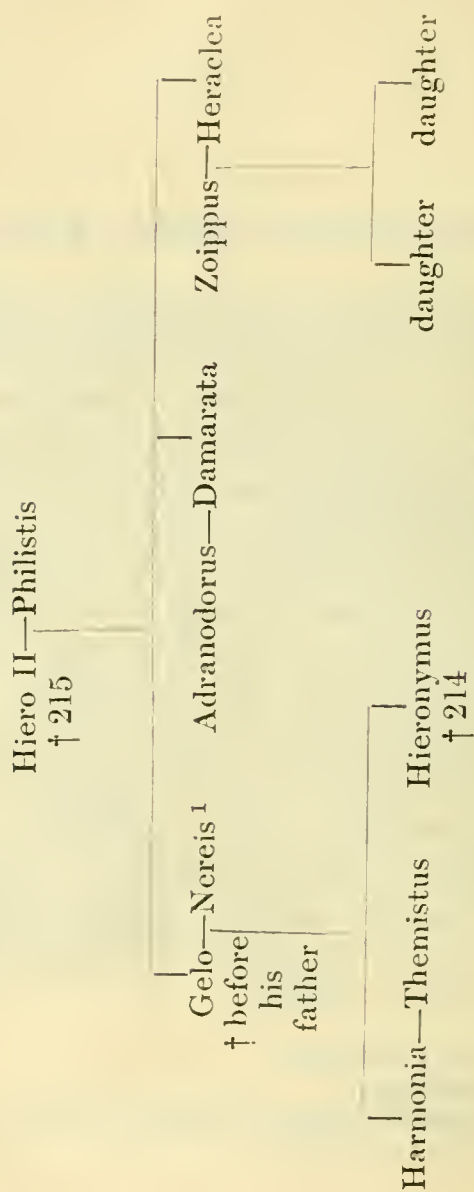 Hiero II—Philistis
† 215
Gelo—Nereis 1
† before
his
father
Adranodorus—Damarata
Zoippus—Heraclea
Harmonia—Themistus
Hieronymus
† 214
daughter
daughter